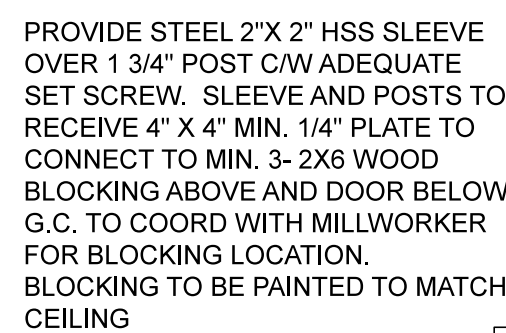 PROVIDE STEEL 2"X 2" HSS SLEEVE
OVER 1 3/4" POST C/W ADEQUATE
SET SCREW.  SLEEVE AND POSTS TO
RECEIVE 4" X 4" MIN. 1/4" PLATE TO
CONNECT TO MIN. 3- 2X6 WOOD
BLOCKING ABOVE AND DOOR BELOW
G.C. TO COORD WITH MILLWORKER
FOR BLOCKING LOCATION.
BLOCKING TO BE PAINTED TO MATCH
CEILING